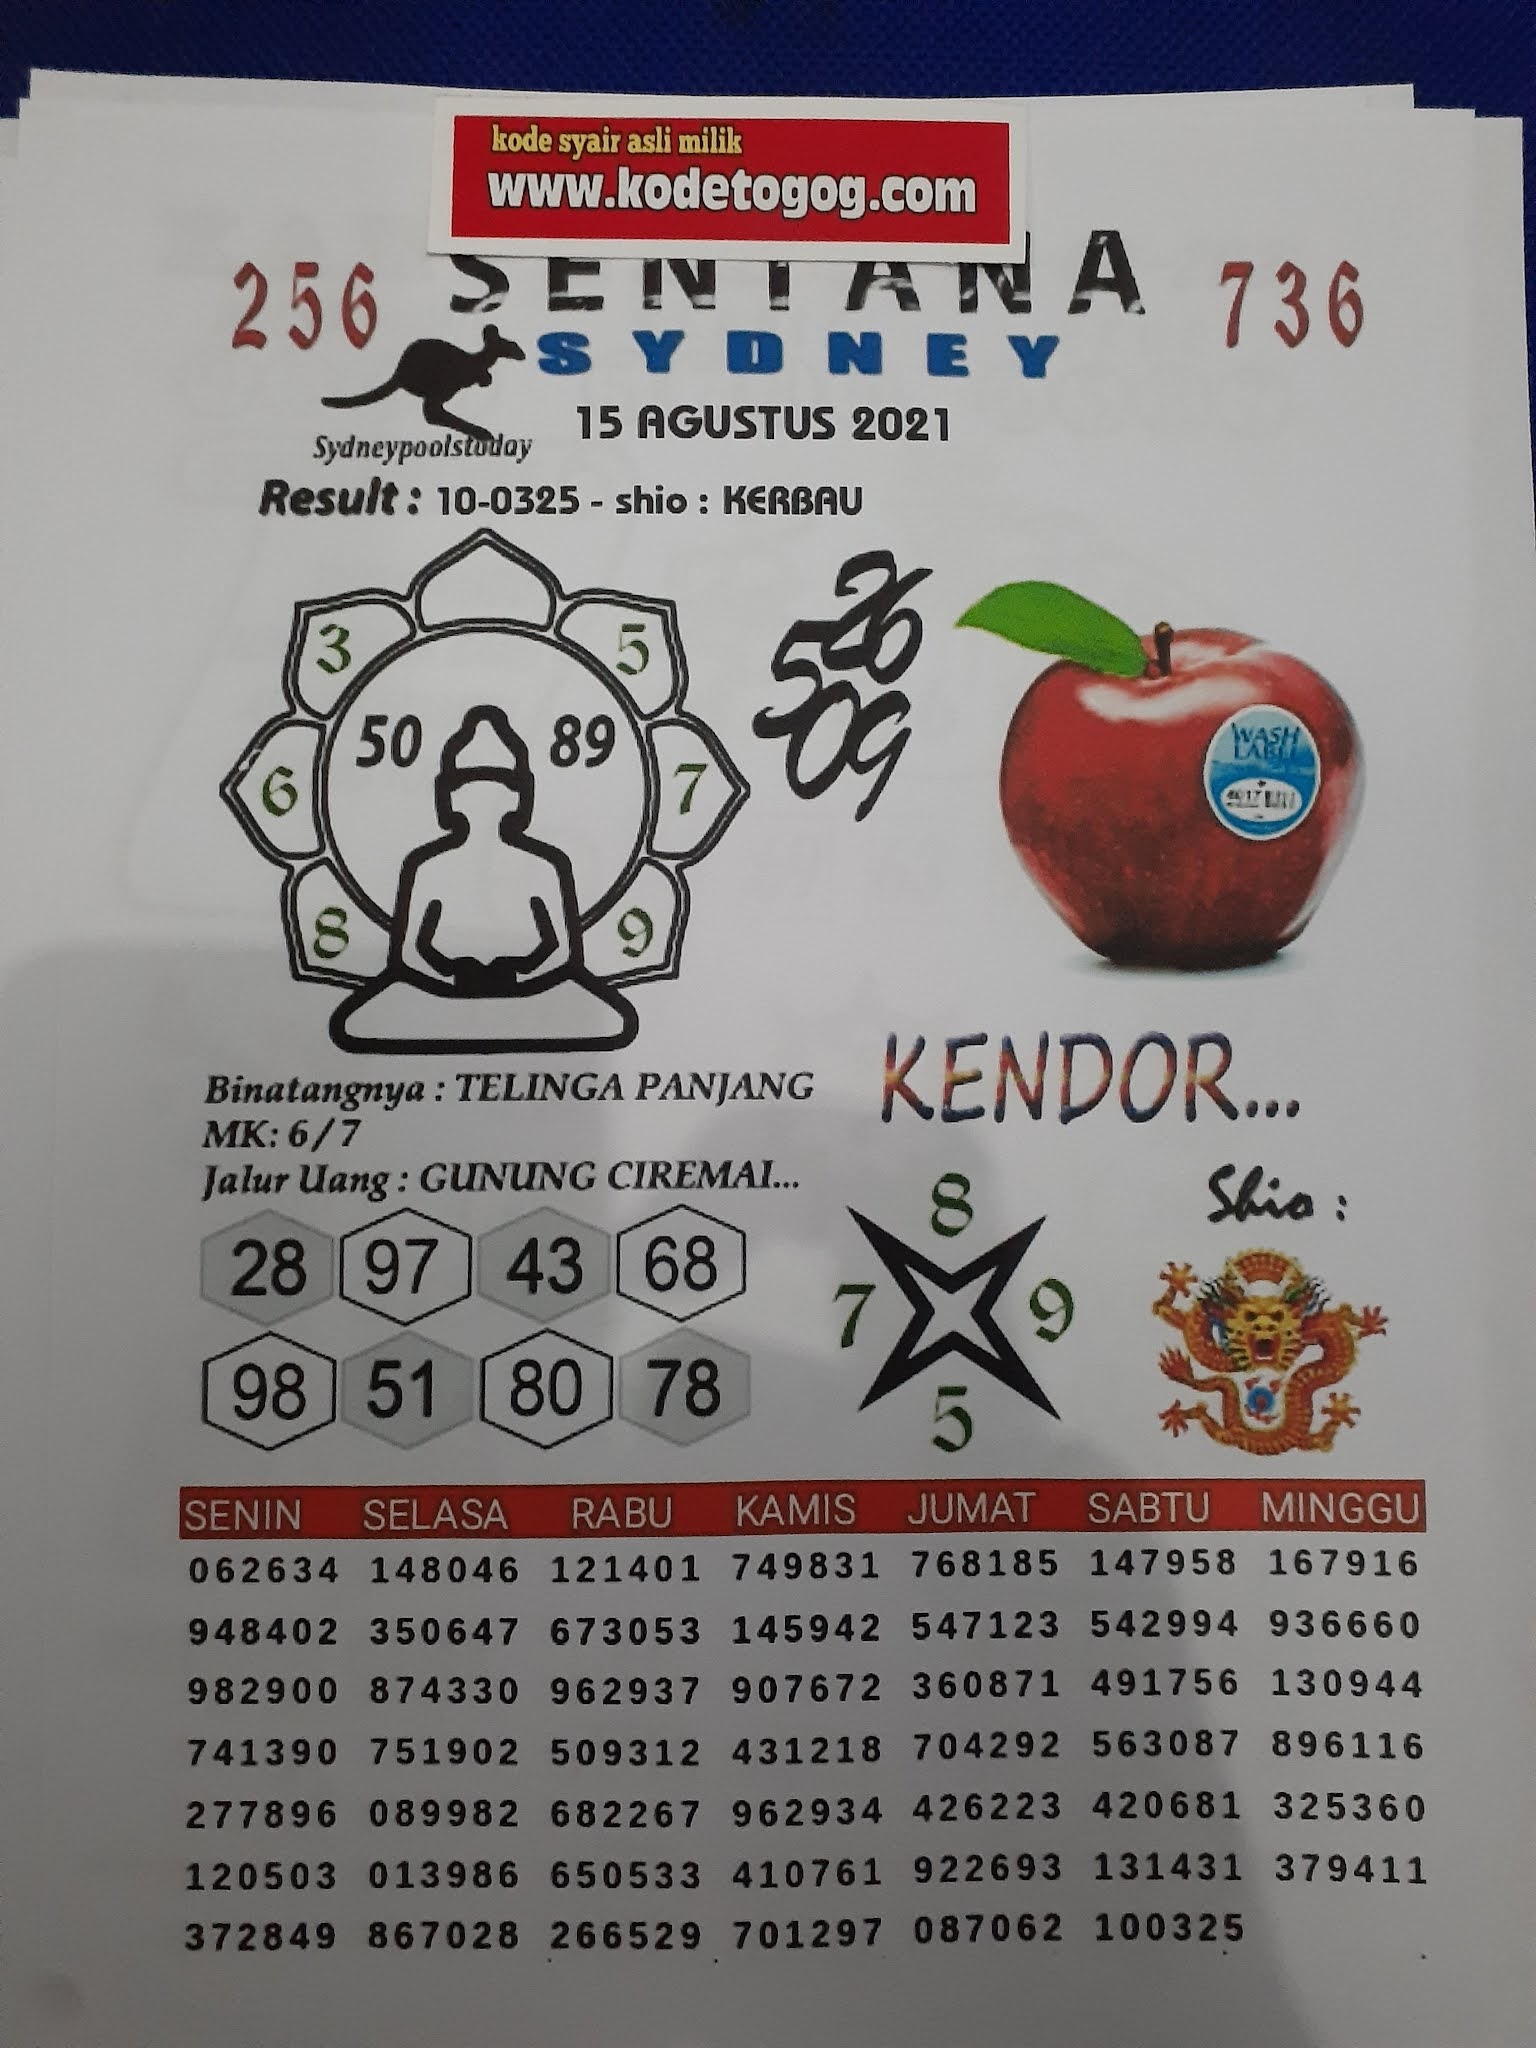 kode syair asli milik
www.kodetogog.com
256 SENTANA 736
SYDNEY
Sydneypoolstoday
15 AGUSTUS 2021
Result : 10-0325 - shio : KERBAU
3 5
50 89
6 7
8 9
526
509
WASH
Binatangnya : TELINGA PANJANG
MK: 6/7
Jalur Uang : GUNUNG CIREMAI...
KENDOR...
28 97 43 68
98 51 80 78
8
7 9
5
Shio :
SENIN SELASA RABU KAMIS JUMAT SABTU MINGGU
062634 148046 121401 749831 768185 147958 167916
948402 350647 673053 145942 547123 542994 936660
982900 874330 962937 907672 360871 491756 130944
741390 751902 509312 431218 704292 563087 896116
277896 089982 682267 962934 426223 420681 325360
120503 013986 650533 410761 922693 131431 379411
372849 867028 266529 701297 087062 100325